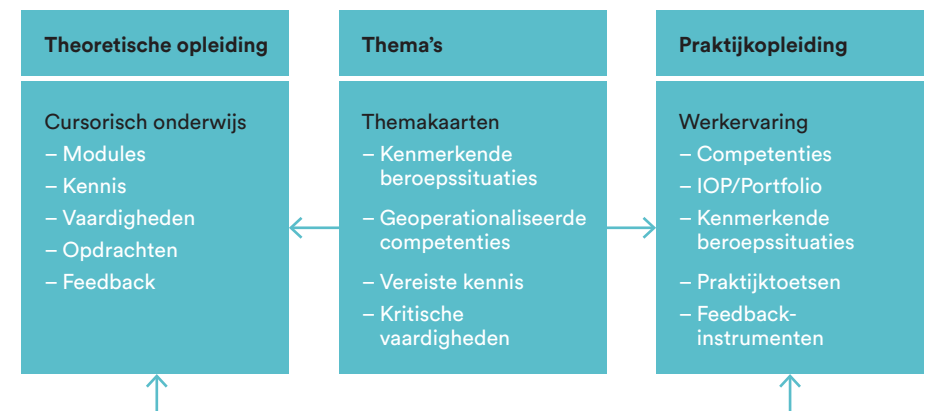 Theoretische opleiding
Cursorisch onderwijs
– Modules
– Kennis
– Vaardigheden
– Opdrachten
– Feedback
Thema’s
Themakaarten
– Kenmerkende
beroepssituaties
– Geoperationaliseerde
competenties
– Vereiste kennis
– Kritische
vaardigheden
Praktijkopleiding
Werkervaring
– Competenties
– IOP/Portfolio
– Kenmerkende
beroepssituaties
– Praktijktoetsen
– Feedback-
instrumenten